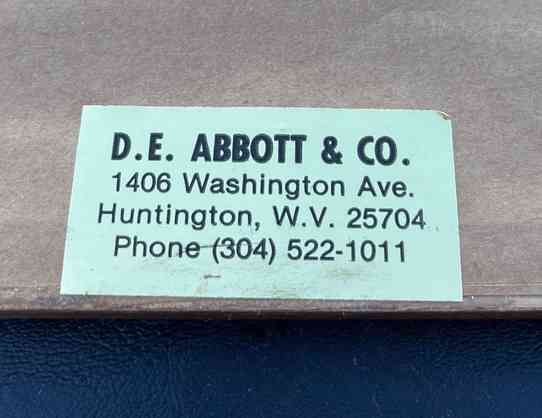 D.E. ABBOTT & CO.
1406 Washington Ave.
Huntington, W.V. 25704
Phone (304) 522-1011